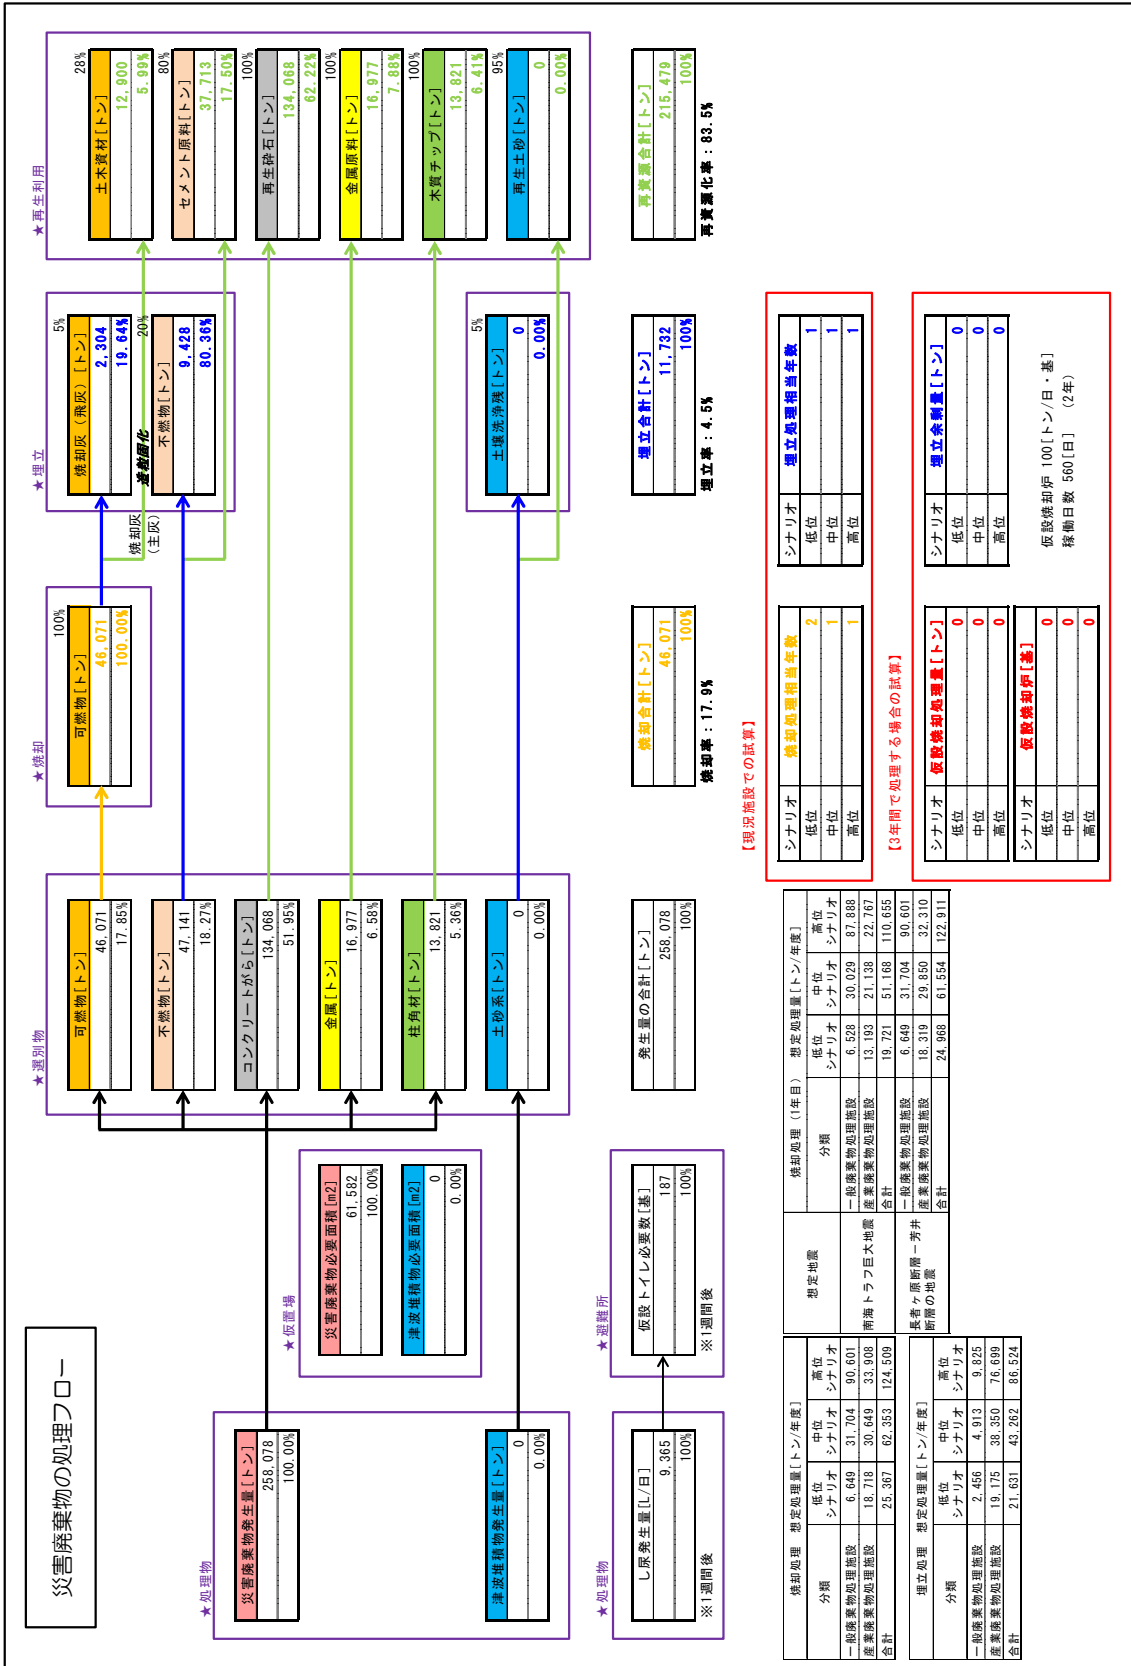 災害廃棄物の処理フロー
★処理物
災害廃棄物発生量[トン]
258,078
100.00%
津波堆積物発生量[トン]
0
0.00%
★仮置場
災害廃棄物必要面積[m2]
61,582
100.00%
津波堆積物必要面積[m2]
0
0.00%
★選別物
可燃物[トン]
46,071
17.85%
不燃物[トン]
47,141
18.27%
コンクリートがら[トン]
134,068
51.95%
金属[トン]
16,977
6.58%
柱角材[トン]
13,821
5.36%
土砂系[トン]
0
0.00%
★焼却
100%
可燃物[トン]
46,071
100.00%
★埋立
5%
焼却灰（飛灰）[トン]
2,304
19.64%
焼却灰
（主灰）
造粒固化
20%
不燃物[トン]
9,428
80.36%
5%
土壌洗浄残[トン]
0
0.00%
★再生利用
28%
土木資材[トン]
12,900
5.99%
80%
セメント原料[トン]
37,713
17.50%
100%
再生砕石[トン]
134,068
62.22%
100%
金属原料[トン]
16,977
7.88%
100%
木質チップ[トン]
13,821
6.41%
95%
再生土砂[トン]
0
0.00%
★処理物
し尿発生量[L/日]
9,365
100%
※1週間後
★避難所
仮設トイレ必要数[基]
187
100%
※1週間後
発生量の合計[トン]
258,078
100%
焼却合計[トン]
46,071
100%
焼却率：17.9%
埋立合計[トン]
11,732
100%
埋立率：4.5%
再資源合計[トン]
215,479
100%
再資源化率：83.5%
焼却処理 想定処理量[トン/年度]
分類 低位シナリオ 中位シナリオ 高位シナリオ
一般廃棄物処理施設 6,649 31,704 90,601
産業廃棄物処理施設 18,718 30,649 33,908
合計 25,367 62,353 124,509
埋立処理 想定処理量[トン/年度]
分類 低位シナリオ 中位シナリオ 高位シナリオ
一般廃棄物処理施設 2,456 4,913 9,825
産業廃棄物処理施設 19,175 38,350 76,699
合計 21,631 43,262 86,524
想定地震 焼却処理（1年目） 想定処理量[トン/年度]
分類 低位シナリオ 中位シナリオ 高位シナリオ
南海トラフ巨大地震
一般廃棄物処理施設 6,528 30,029 87,888
産業廃棄物処理施設 13,193 21,138 22,767
合計 19,721 51,168 110,655
長者ヶ原断層－芳井
断層の地震
一般廃棄物処理施設 6,649 31,704 90,601
産業廃棄物処理施設 18,319 29,850 32,310
合計 24,968 61,554 122,911
【現況施設での試算】
シナリオ 焼却処理相当年数
低位 2
中位 1
高位 1
シナリオ 埋立処理相当年数
低位 1
中位 1
高位 1
【3年間で処理する場合の試算】
シナリオ 仮設焼却処理量[トン]
低位 0
中位 0
高位 0
シナリオ 仮設焼却炉[基]
低位 0
中位 0
高位 0
シナリオ 埋立余剰量[トン]
低位 0
中位 0
高位 0
仮設焼却炉 100[トン/日・基]
稼働日数 560[日] （2年）